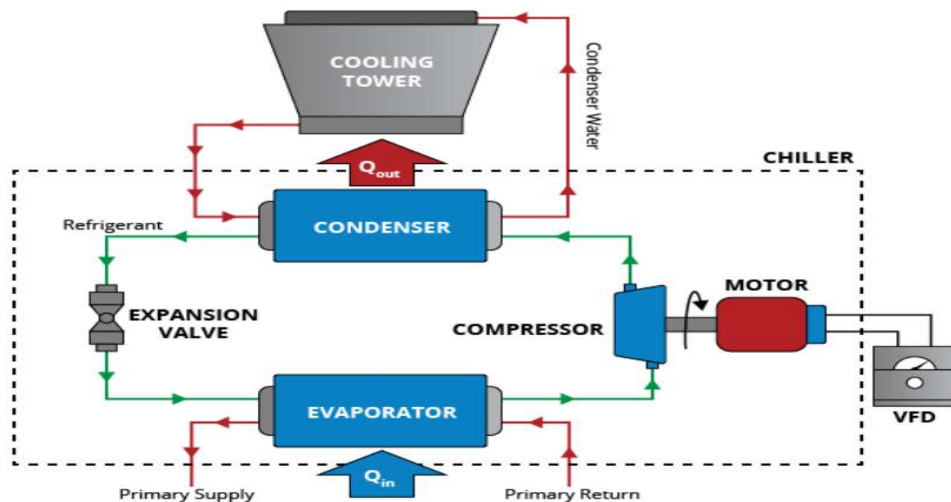 COOLING
TOWER
Condenser Water
Qout
CHILLER
Refrigerant
CONDENSER
MOTOR
EXPANSION
VALVE
COMPRESSOR
EVAPORATOR
VFD
Qin
Primary Supply
Primary Return